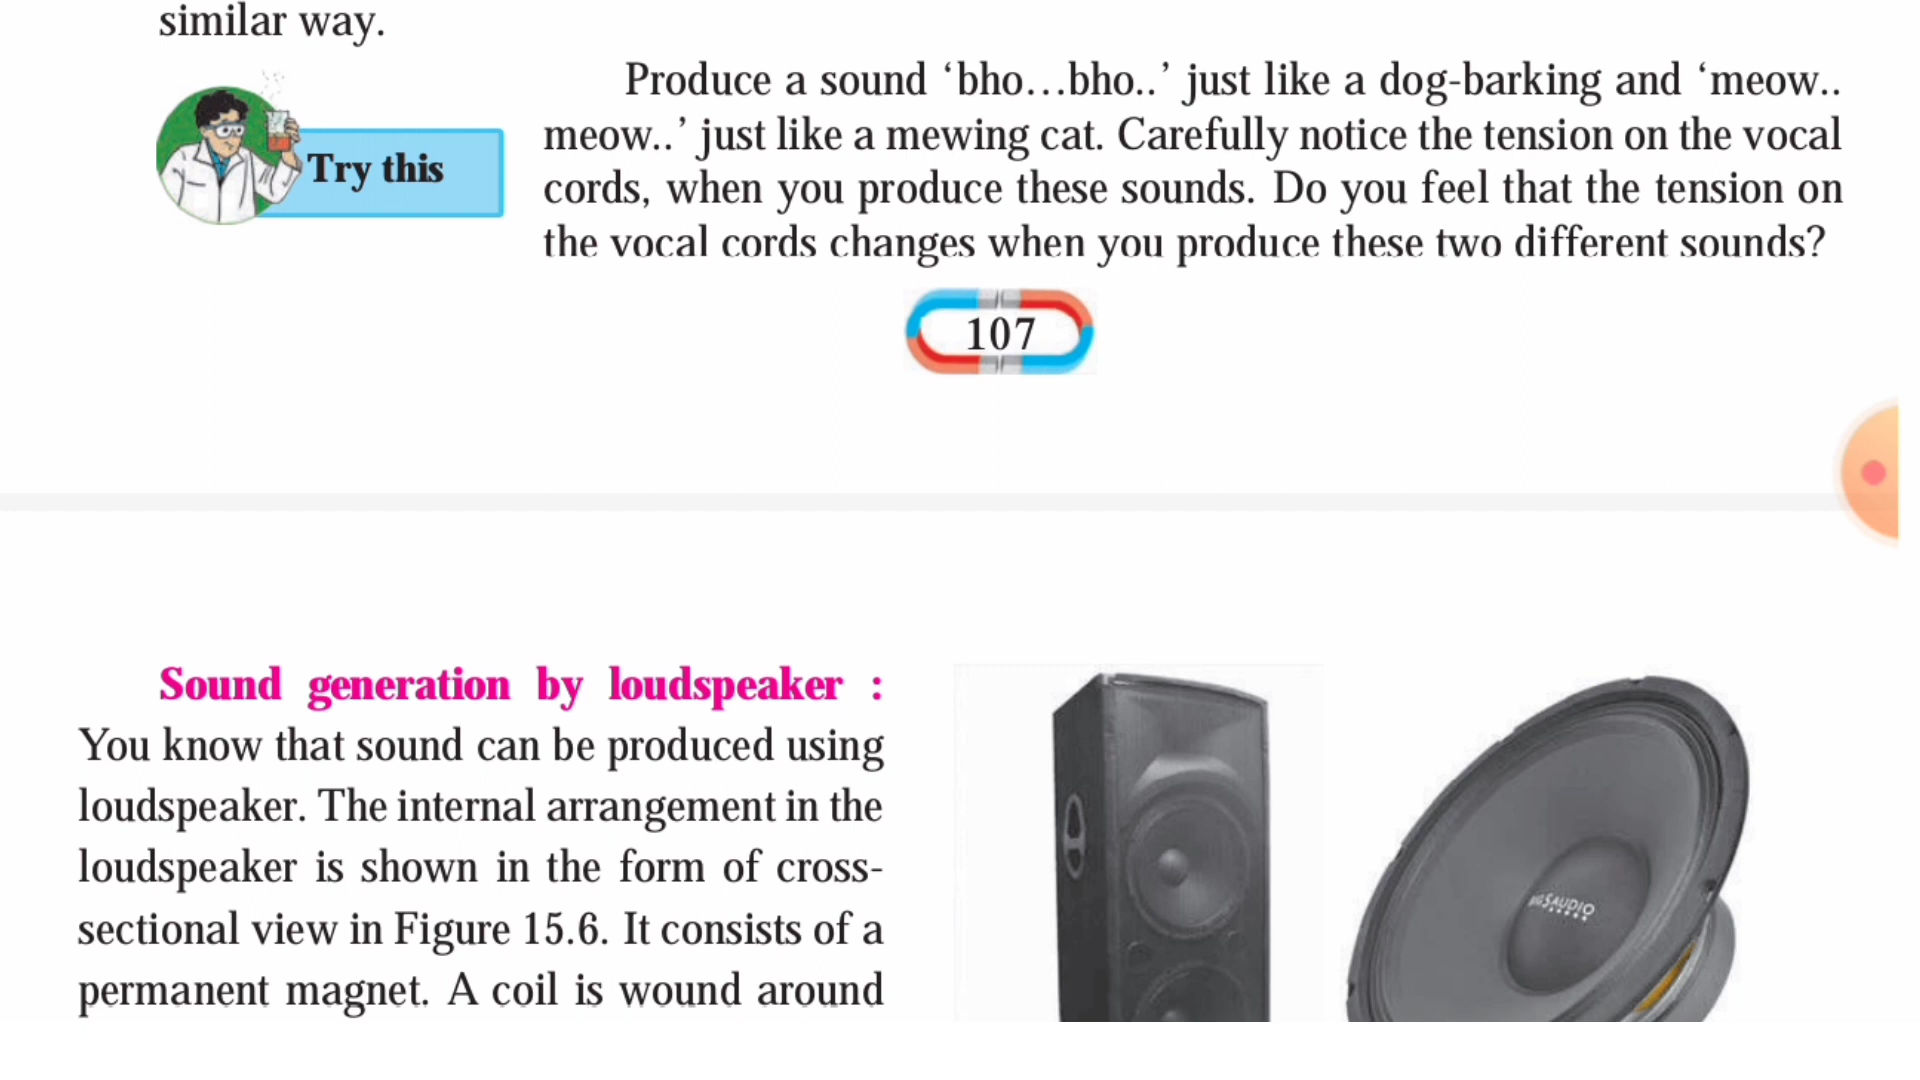 similar way.
Try this
Produce a sound ‘bho…bho..’ just like a dog-barking and ‘meow..
meow..’ just like a mewing cat. Carefully notice the tension on the vocal
cords, when you produce these sounds. Do you feel that the tension on
the vocal cords changes when you produce these two different sounds?
107
Sound generation by loudspeaker :
You know that sound can be produced using
loudspeaker. The internal arrangement in the
loudspeaker is shown in the form of cross-
sectional view in Figure 15.6. It consists of a
permanent magnet. A coil is wound around